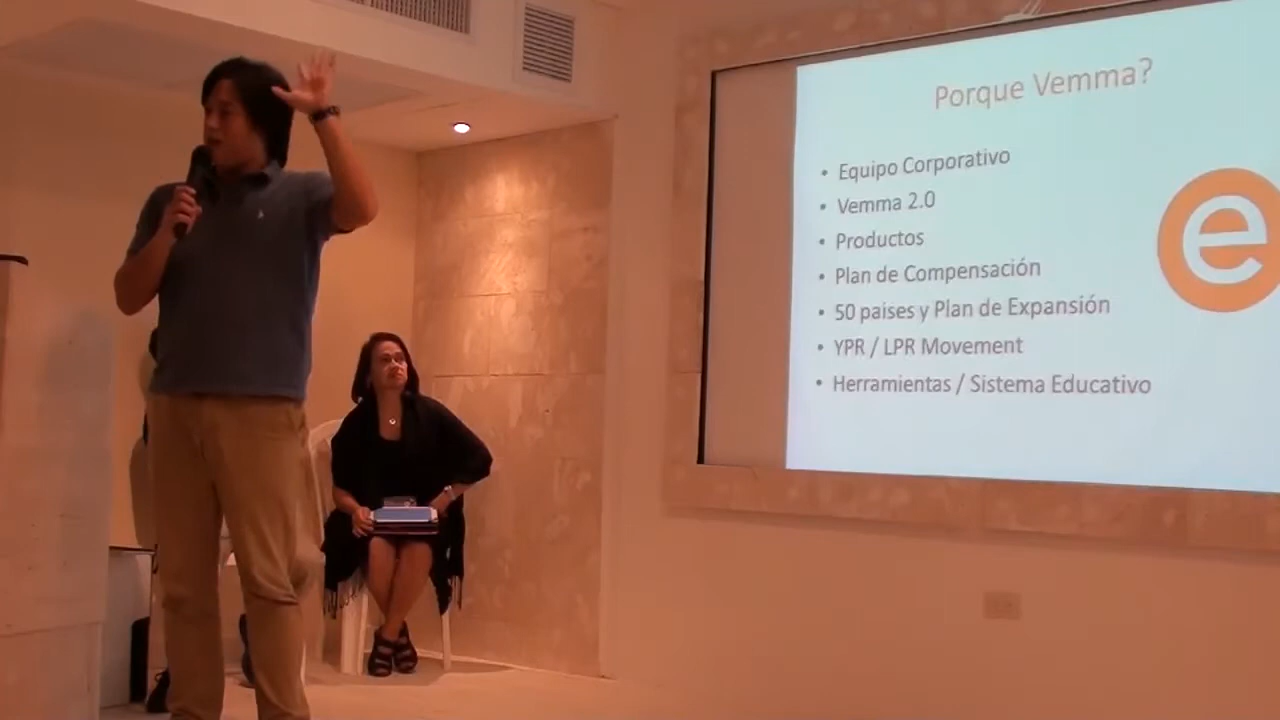 Porque Vemma?
• Equipo Corporativo
• Vemma 2.0
• Productos
• Plan de Compensación
• 50 paises y Plan de Expansión
• YPR / LPR Movement
• Herramientas / Sistema Educativo
e